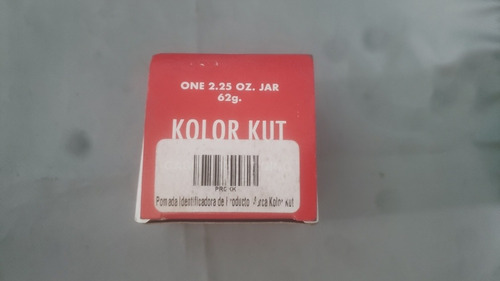 ONE 2.25 OZ. JAR
62g.
KOLOR KUT
Pomada Identificadora de Producto Marca Kolor Kut